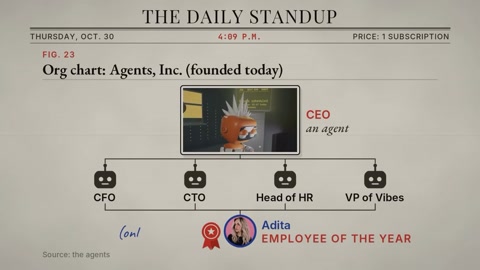 THE DAILY STANDUP
THURSDAY, OCT. 30 4:09 P.M. PRICE: 1 SUBSCRIPTION
FIG. 23
Org chart: Agents, Inc. (founded today)
CEO
an agent
CFO CTO Head of HR VP of Vibes
(onl
Adita
EMPLOYEE OF THE YEAR
Source: the agents